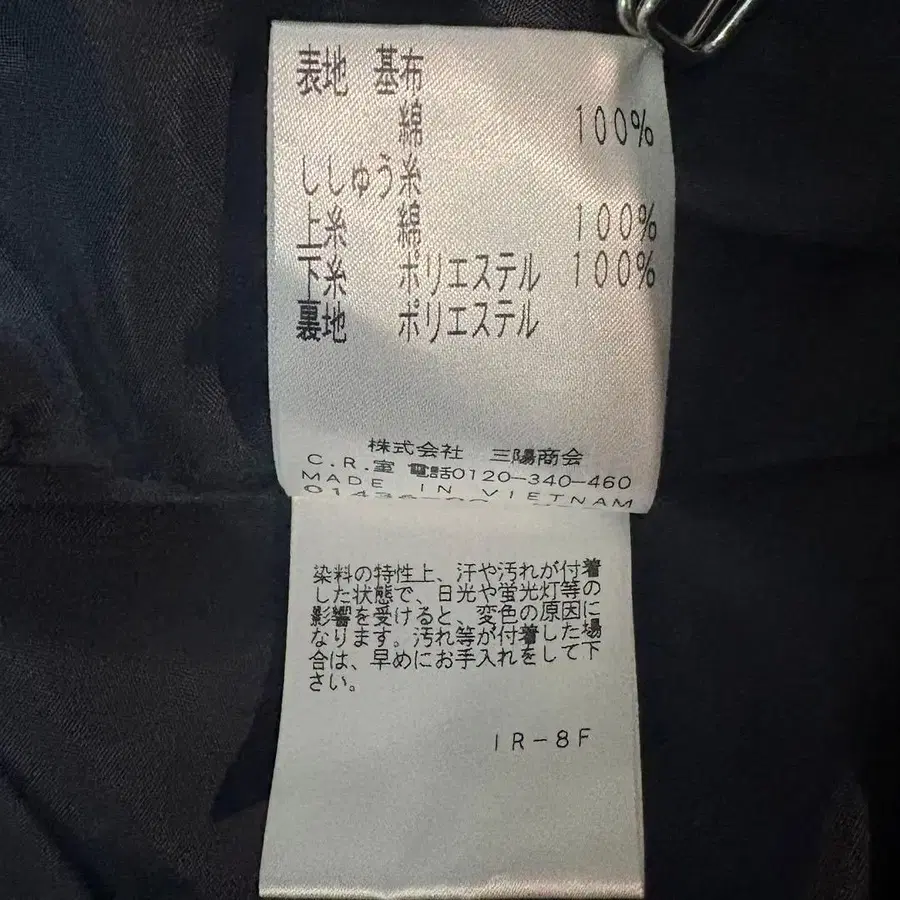 表地 基布
綿 100%
ししゅう糸
上糸 綿 100%
下糸 ポリエステル 100%
裏地 ポリエステル
株式会社 三陽商会
C.R.室 電話0120-340-460
MADE IN VIETNAM
染料の特性上、汗や汚れが付着
した状態で、日光や蛍光灯等の
影響を受けると、変色の原因に
なります。汚れ等が付着した場
合は、早めにお手入れをして下
さい。
IR-8F